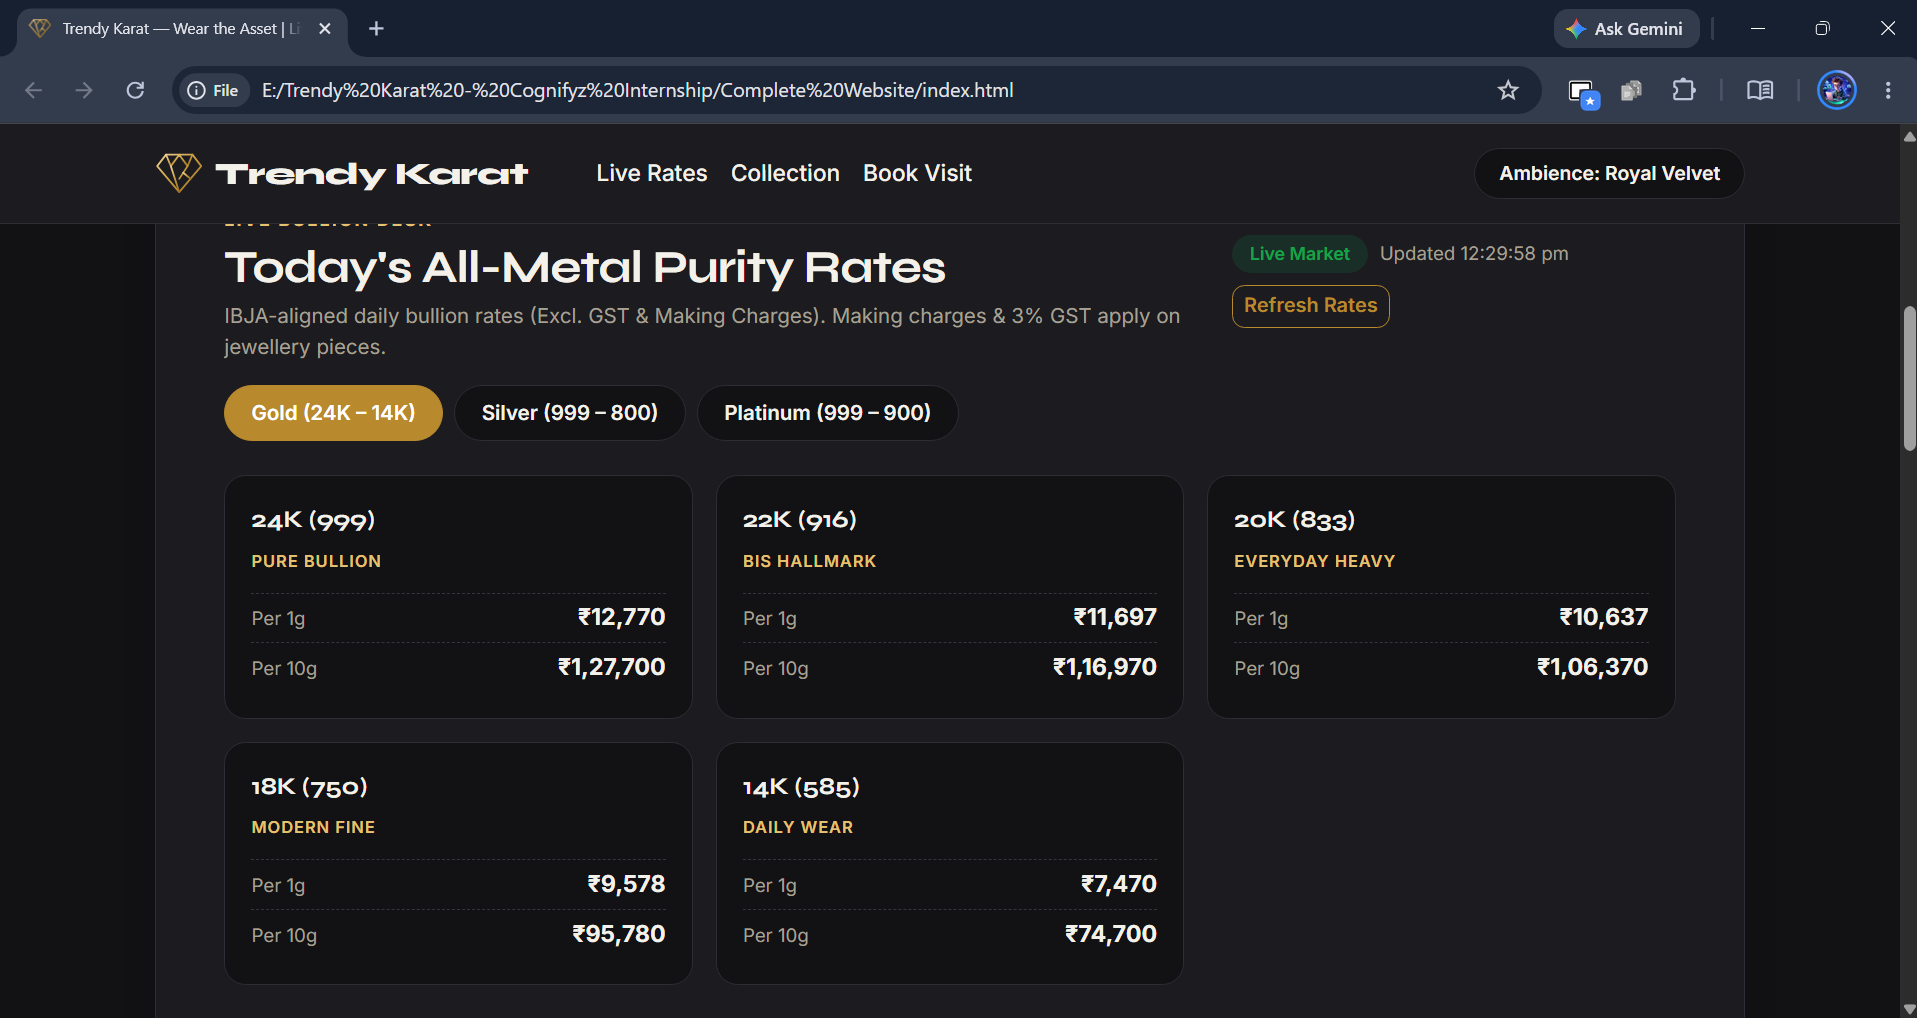 Trendy Karat — Wear the Asset | Li
Ask Gemini
File
E:/Trendy%20Karat%20-%20Cognifyz%20Internship/Complete%20Website/index.html
Trendy Karat
Live Rates
Collection
Book Visit
Ambience: Royal Velvet
LIVE BULLION DESK
Today's All-Metal Purity Rates
IBJA-aligned daily bullion rates (Excl. GST & Making Charges). Making charges & 3% GST apply on
jewellery pieces.
Live Market
Updated 12:29:58 pm
Refresh Rates
Gold (24K – 14K)
Silver (999 – 800)
Platinum (999 – 900)
24K (999)
PURE BULLION
Per 1g ₹12,770
Per 10g ₹1,27,700
22K (916)
BIS HALLMARK
Per 1g ₹11,697
Per 10g ₹1,16,970
20K (833)
EVERYDAY HEAVY
Per 1g ₹10,637
Per 10g ₹1,06,370
18K (750)
MODERN FINE
Per 1g ₹9,578
Per 10g ₹95,780
14K (585)
DAILY WEAR
Per 1g ₹7,470
Per 10g ₹74,700